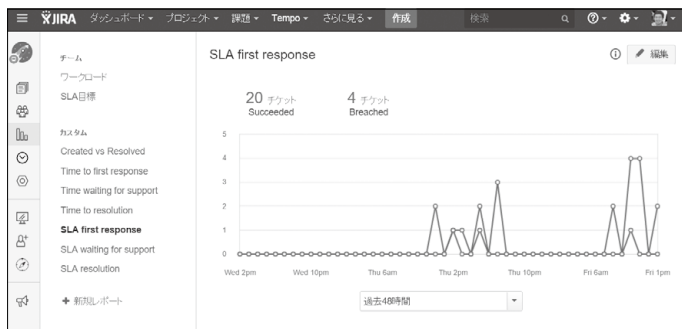 JIRA ダッシュボード プロジェクト 課題 Tempo さらに見る 作成 検索
チーム
ワークロード
SLA目標
カスタム
Created vs Resolved
Time to first response
Time waiting for support
Time to resolution
SLA first response
SLA waiting for support
SLA resolution
+ 新規レポート
SLA first response
編集
20 チケット 4 チケット
Succeeded Breached
5
4
3
2
1
0
Wed 2pm Wed 10pm Thu 6am Thu 2pm Thu 10pm Fri 6am Fri 1pm
過去48時間